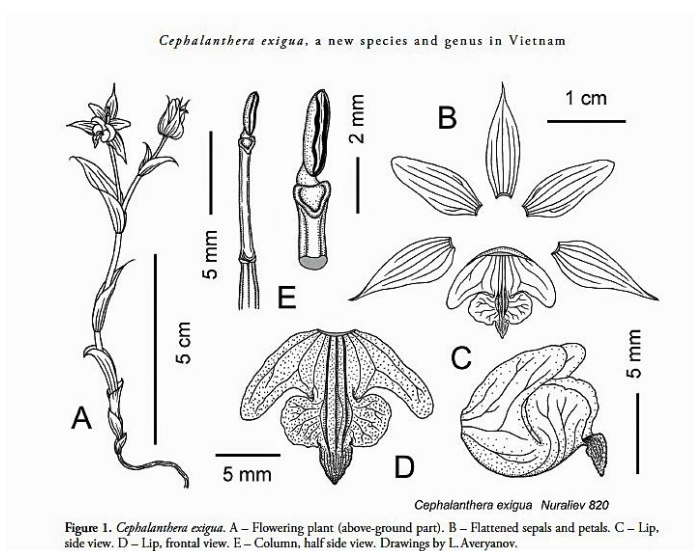 Cephalanthera exigua, a new species and genus in Vietnam
A
5 cm
5 mm
E
2 mm
B
1 cm
C
5 mm
D
5 mm
Cephalanthera exigua Nuraliev 820
Figure 1. Cephalanthera exigua. A – Flowering plant (above-ground part). B – Flattened sepals and petals. C – Lip,
side view. D – Lip, frontal view. E – Column, half side view. Drawings by L. Averyanov.